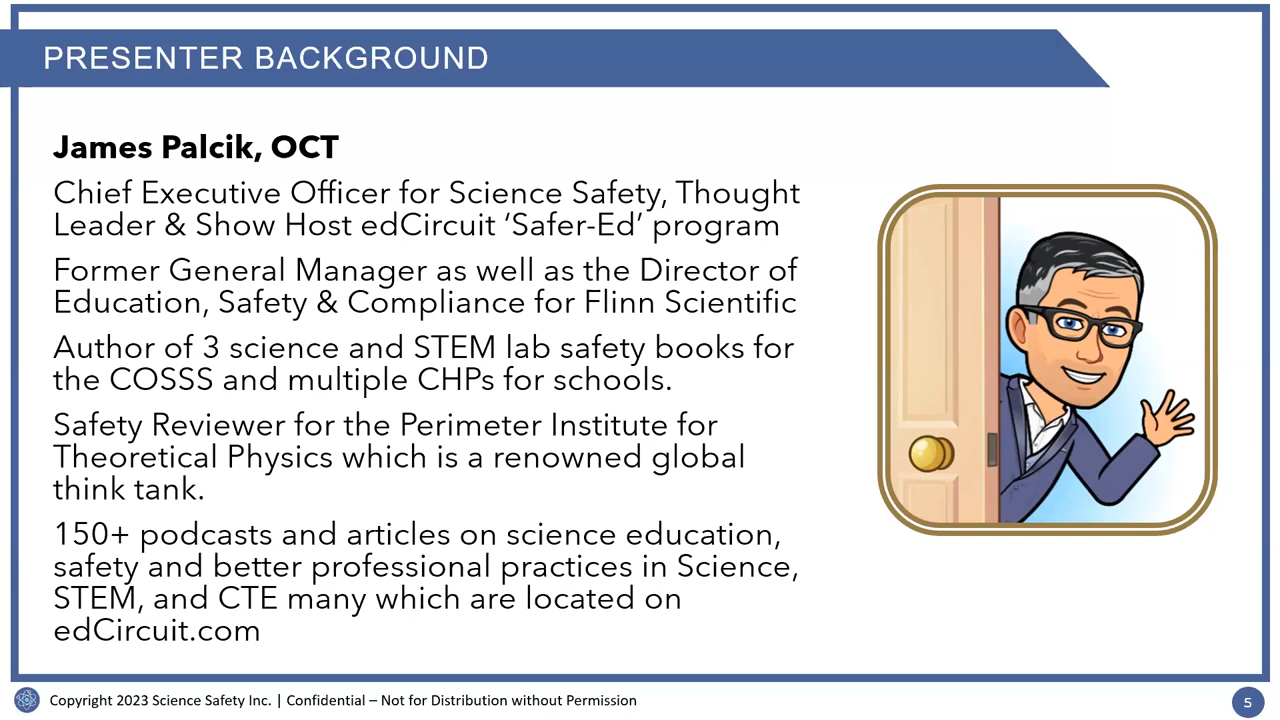 PRESENTER BACKGROUND
James Palcik, OCT
Chief Executive Officer for Science Safety, Thought
Leader & Show Host edCircuit ‘Safer-Ed’ program
Former General Manager as well as the Director of
Education, Safety & Compliance for Flinn Scientific
Author of 3 science and STEM lab safety books for
the COSSS and multiple CHPs for schools.
Safety Reviewer for the Perimeter Institute for
Theoretical Physics which is a renowned global
think tank.
150+ podcasts and articles on science education,
safety and better professional practices in Science,
STEM, and CTE many which are located on
edCircuit.com
Copyright 2023 Science Safety Inc. | Confidential – Not for Distribution without Permission
5